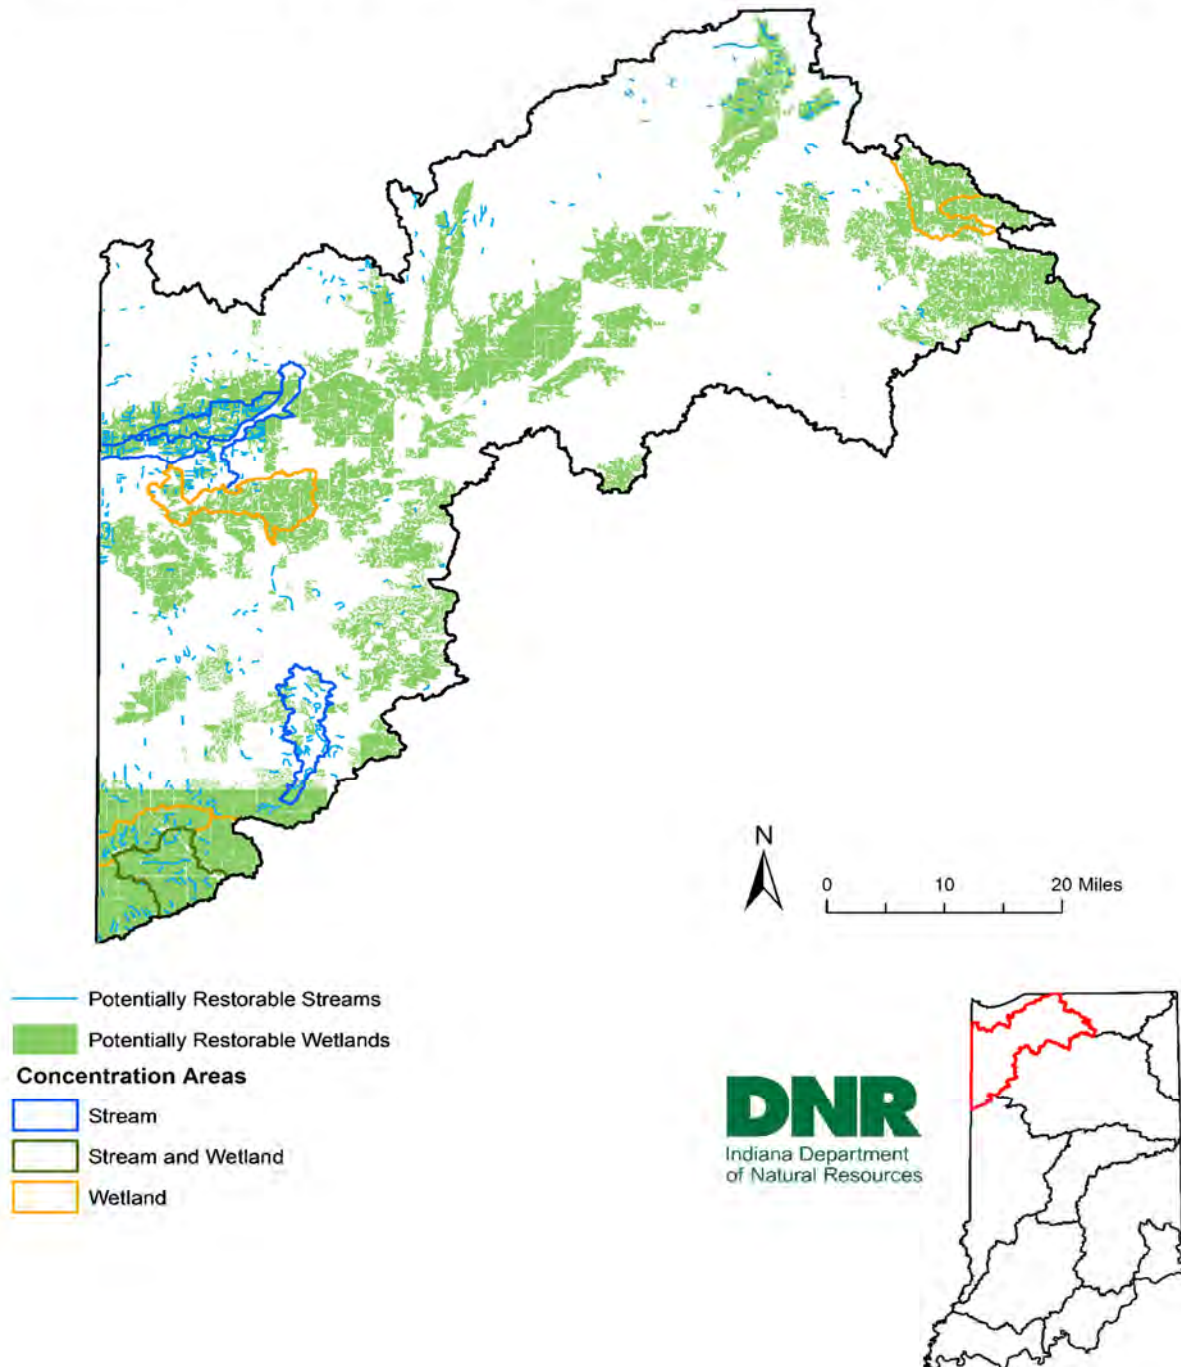 N
0 10 20 Miles
Potentially Restorable Streams
Potentially Restorable Wetlands
Concentration Areas
Stream
Stream and Wetland
Wetland
DNR
Indiana Department
of Natural Resources